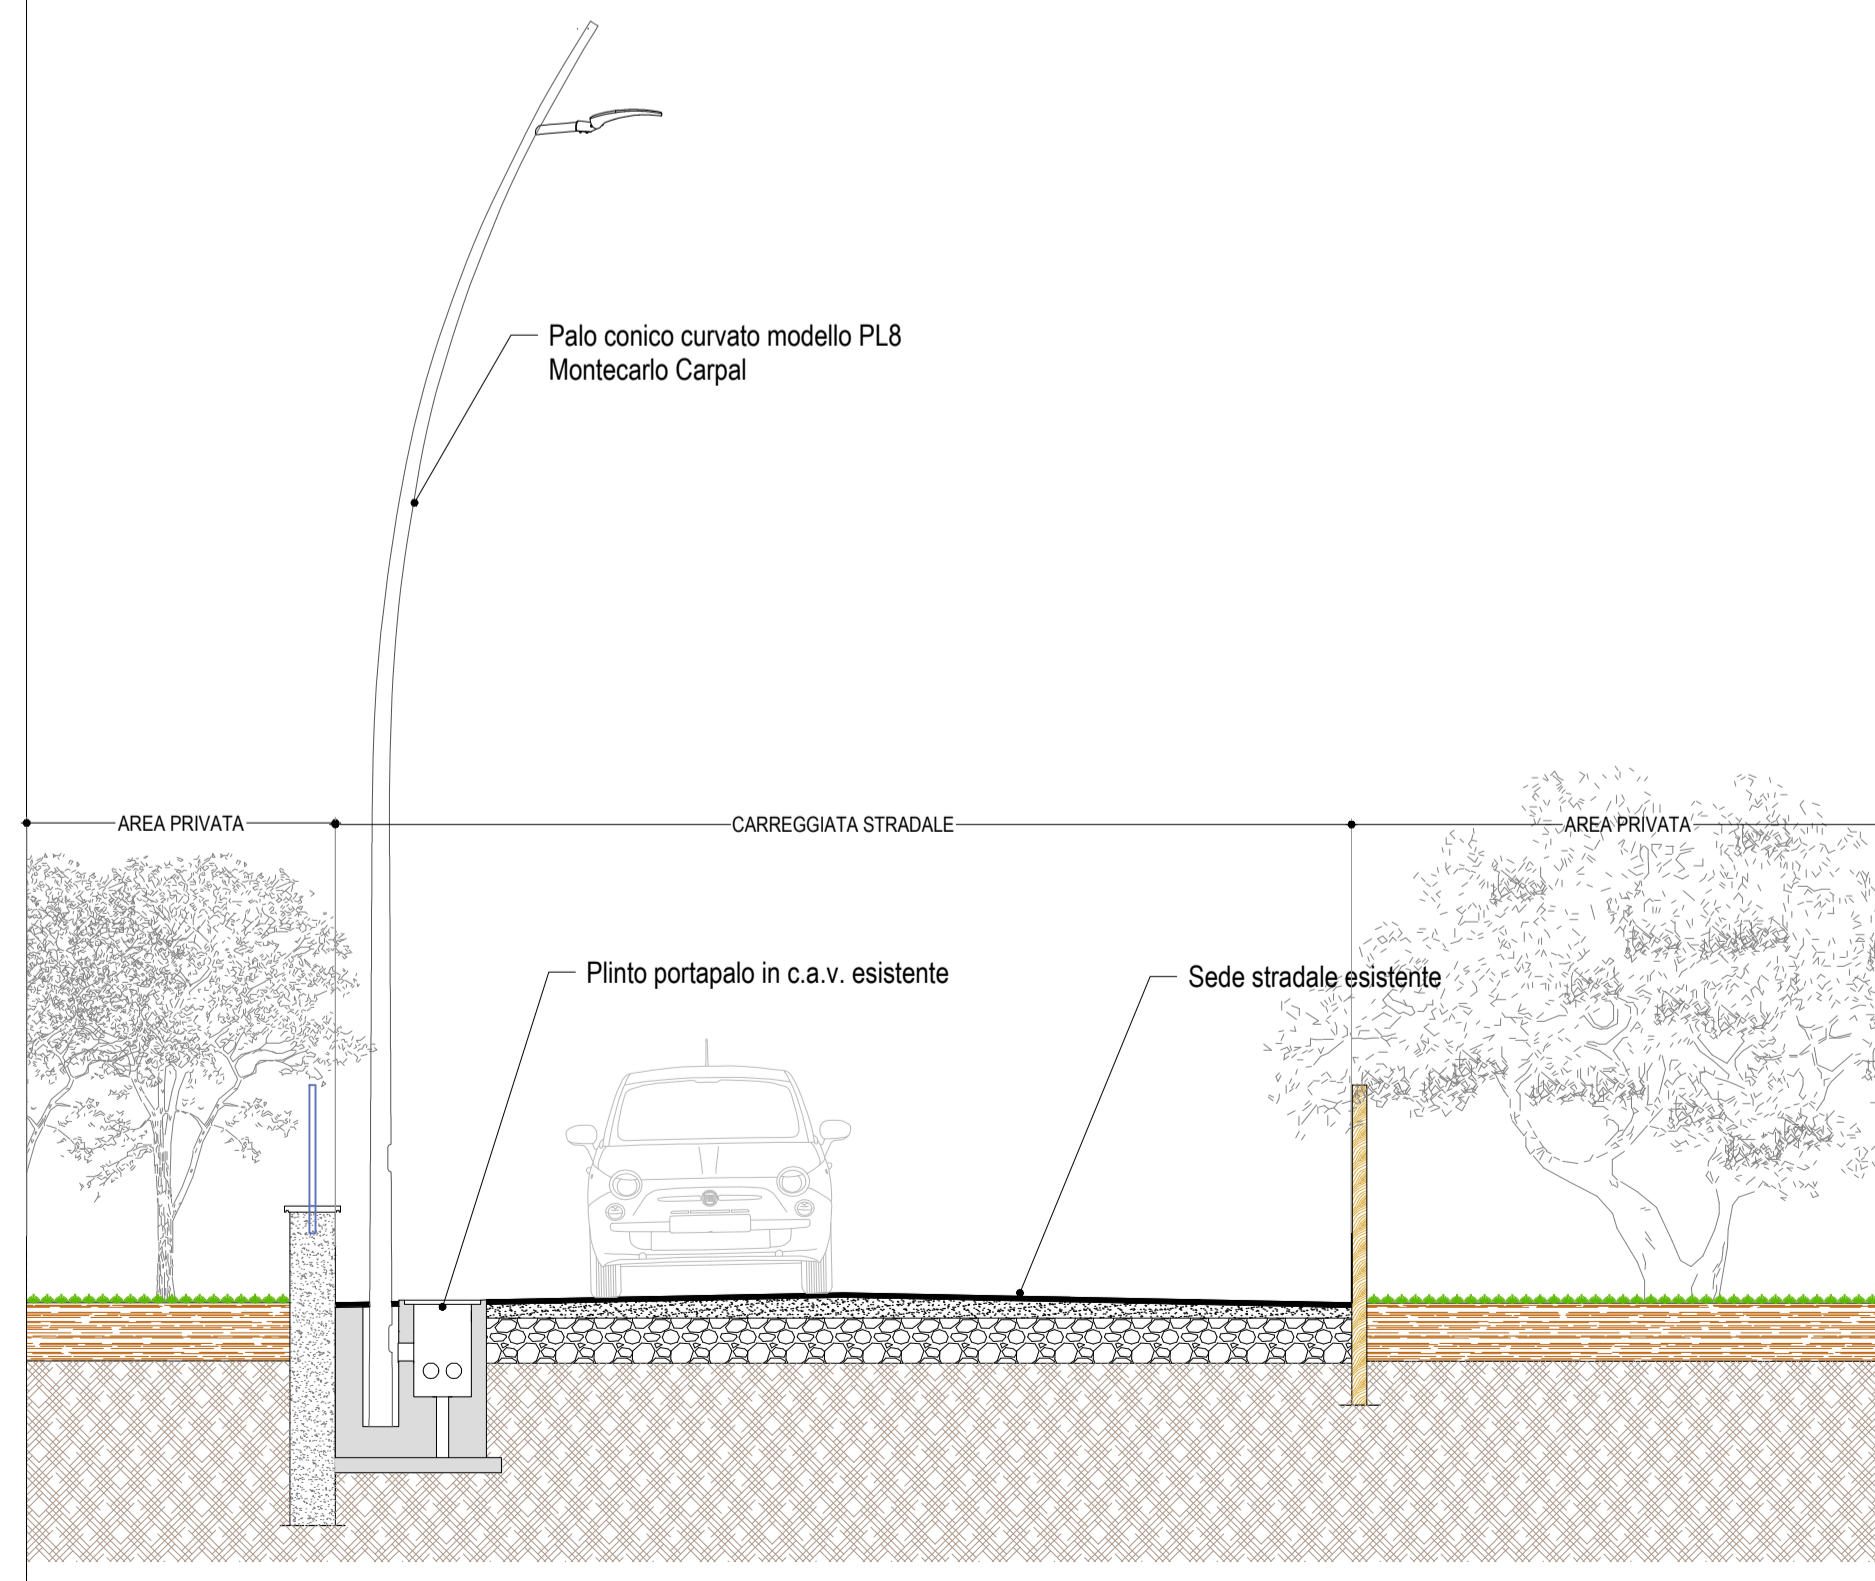 Palo conico curvato modello PL8
Montecarlo Carpal
AREA PRIVATA
CARREGGIATA STRADALE
AREA PRIVATA
Plinto portapalo in c.a.v. esistente
Sede stradale esistente